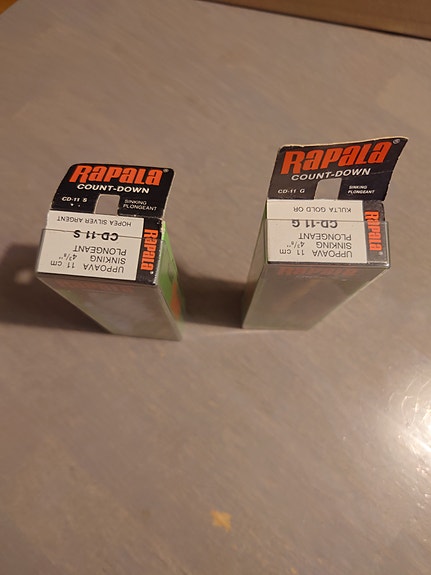 RAPALA®
COUNT-DOWN
CD-11 S
SINKING
PLONGEANT
HOPEA SILVER ARGENT
CD-11 S
UPPOAVA 11 cm
SINKING 4³/₈″
PLONGEANT
RAPALA
RAPALA®
COUNT-DOWN
CD-11 G
SINKING
PLONGEANT
KULTA GOLD OR
CD-11 G
UPPOAVA 11 cm
SINKING 4³/₈″
PLONGEANT
RAPALA